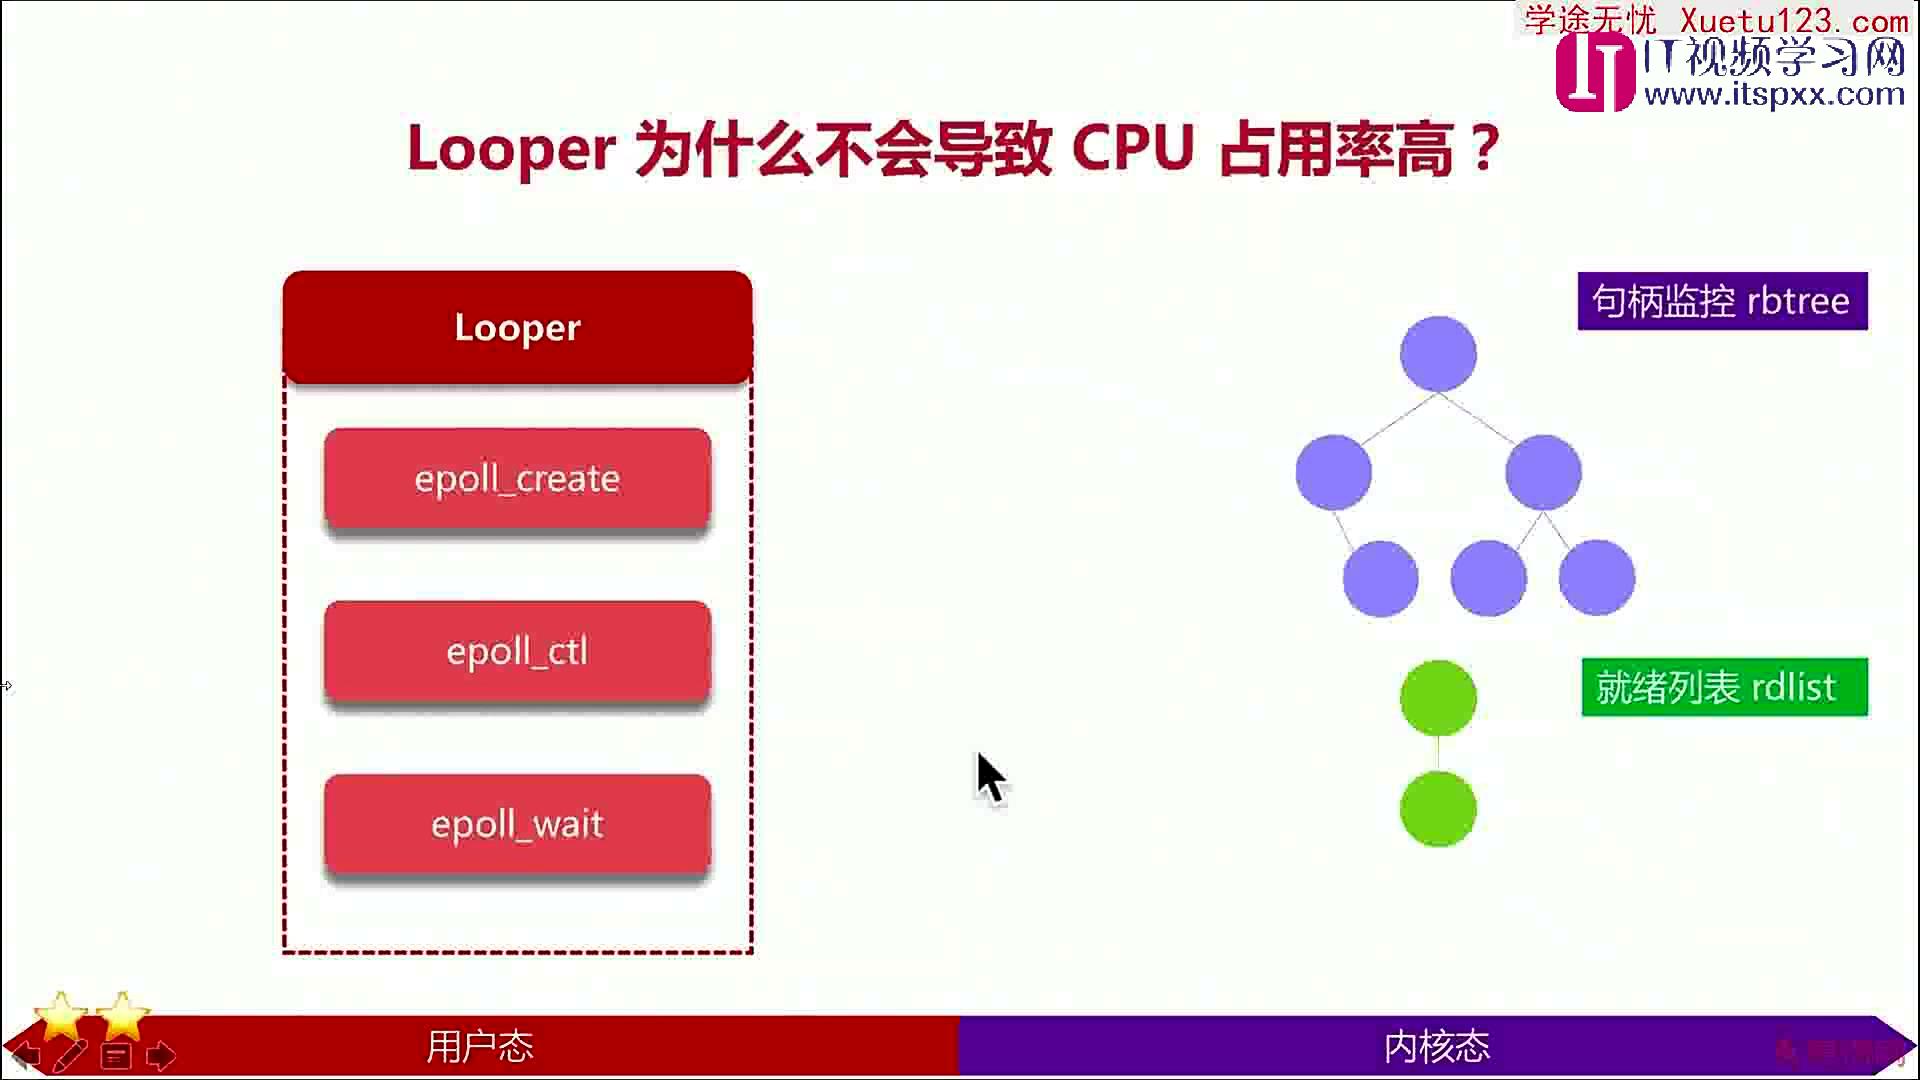 学途无忧 Xuetu123.com
IT视频学习网
www.itspxx.com
Looper 为什么不会导致 CPU 占用率高？
Looper
epoll_create
epoll_ctl
epoll_wait
句柄监控 rbtree
就绪列表 rdlist
用户态
内核态